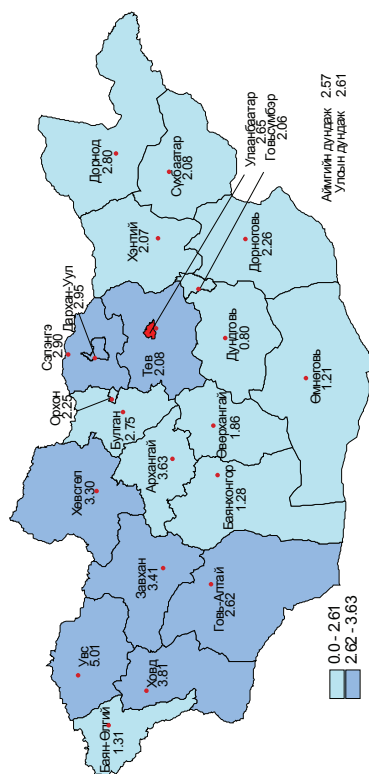 Баян-Өлгий
1.31
Увс
5.01
Ховд
3.81
Завхан
3.41
Говь-Алтай
2.62
Хөвсгөл
3.30
Архангай
3.63
Баянхонгор
1.28
Орхон
2.25
Булган
2.75
Өвөрхангай
1.86
Сэлэнгэ
2.90
Дархан-Уул
2.95
Төв
2.08
Дундговь
0.80
Өмнөговь
1.21
Хэнтий
2.07
Дорноговь
2.26
Дорнод
2.80
Сүхбаатар
2.08
Улаанбаатар
2.65
Говьсүмбэр
2.06
Аймгийн дундаж 2.57
Улсын дундаж 2.61
0.0 - 2.61
2.62 - 3.63